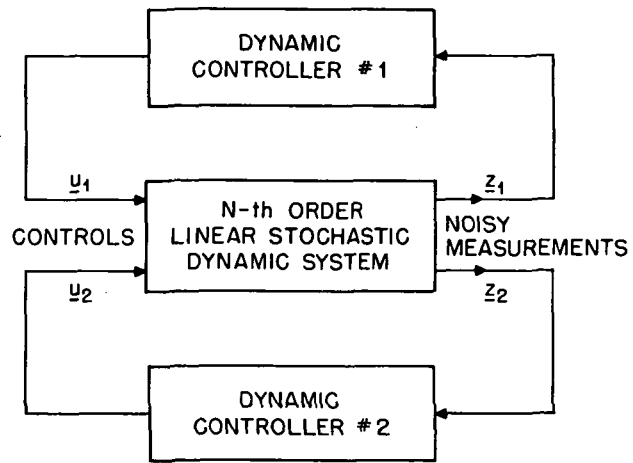 DYNAMIC
CONTROLLER #1
u1
z1
N-th ORDER
LINEAR STOCHASTIC
DYNAMIC SYSTEM
CONTROLS
NOISY
MEASUREMENTS
u2
z2
DYNAMIC
CONTROLLER #2